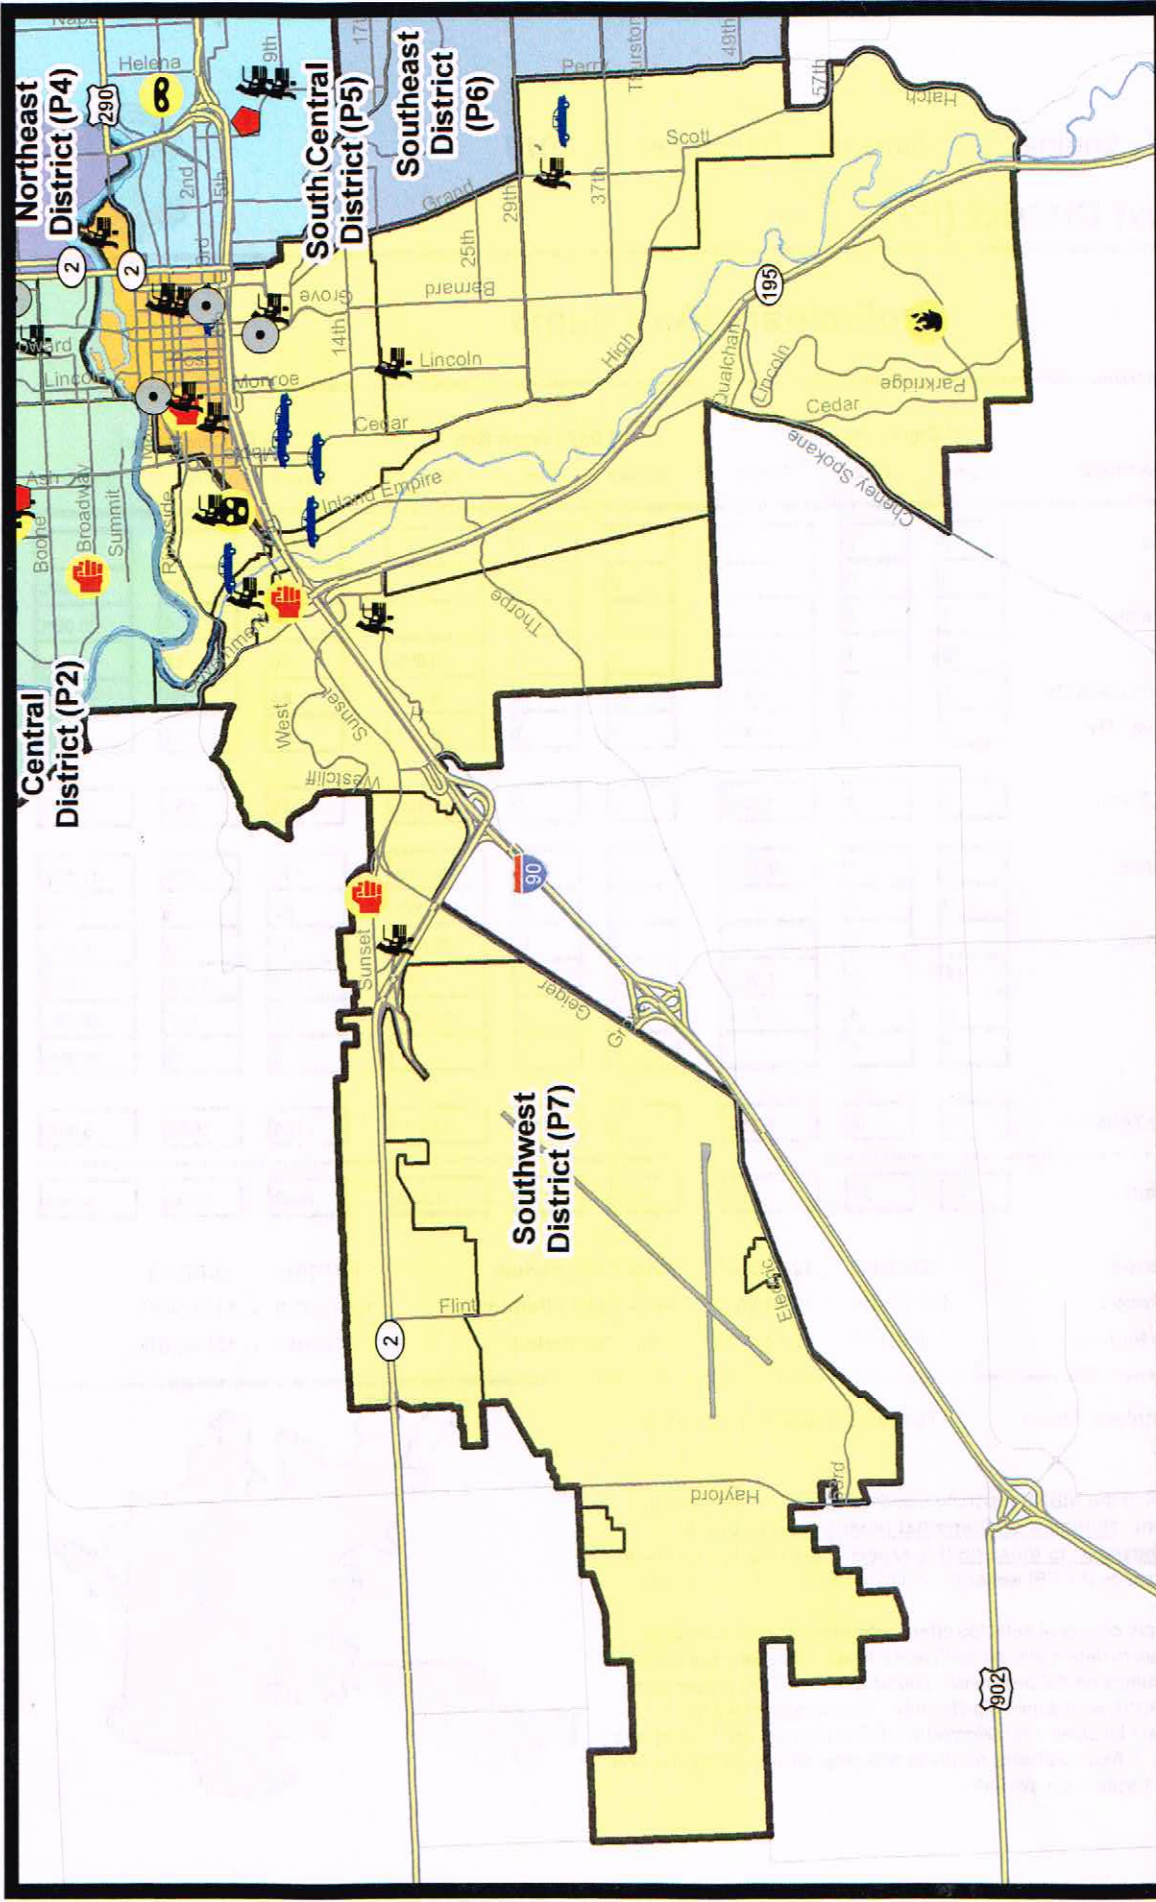 Northeast
District (P4)
South Central
District (P5)
Southeast
District
(P6)
Central
District (P2)
Southwest
District (P7)
290
2
2
195
90
2
902
Helena
9th
2nd
5th
3rd
17th
Perry
Thurston
49th
57th
Hatch
Scott
37th
29th
Grand
25th
Barnard
Grove
14th
Lincoln
Lincoln
Monroe
Cedar
High
Qualchan
Lincoln
Parkridge
Cedar
Cheney Spokane
Inland Empire
Ash
Boone
Broadway
Summit
Riverside
Government
Thorpe
West
Sunset
Westcliff
Sunset
Geiger
Flint
Electric
Hayford